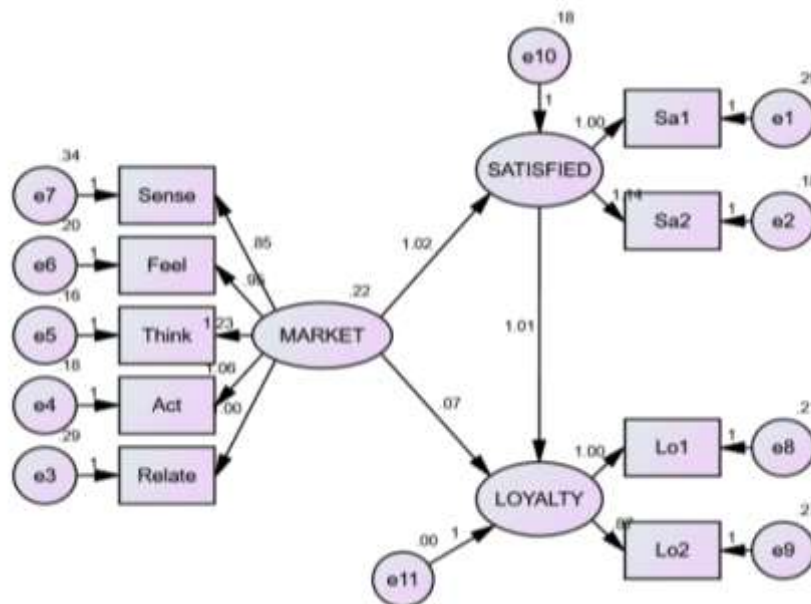 .18
e10
1
1.00
Sa1
1
e1
SATISFIED
Sa2
1
e2
.34
e7
1
Sense
.20
.85
e6
1
Feel
1.02
.16
.22
e5
1
Think
1.23
MARKET
1.01
.18
1.06
e4
1
Act
1.00
.07
.29
e3
1
Relate
1.00
Lo1
1
e8
LOYALTY
.00
1
Lo2
1
e9
e11